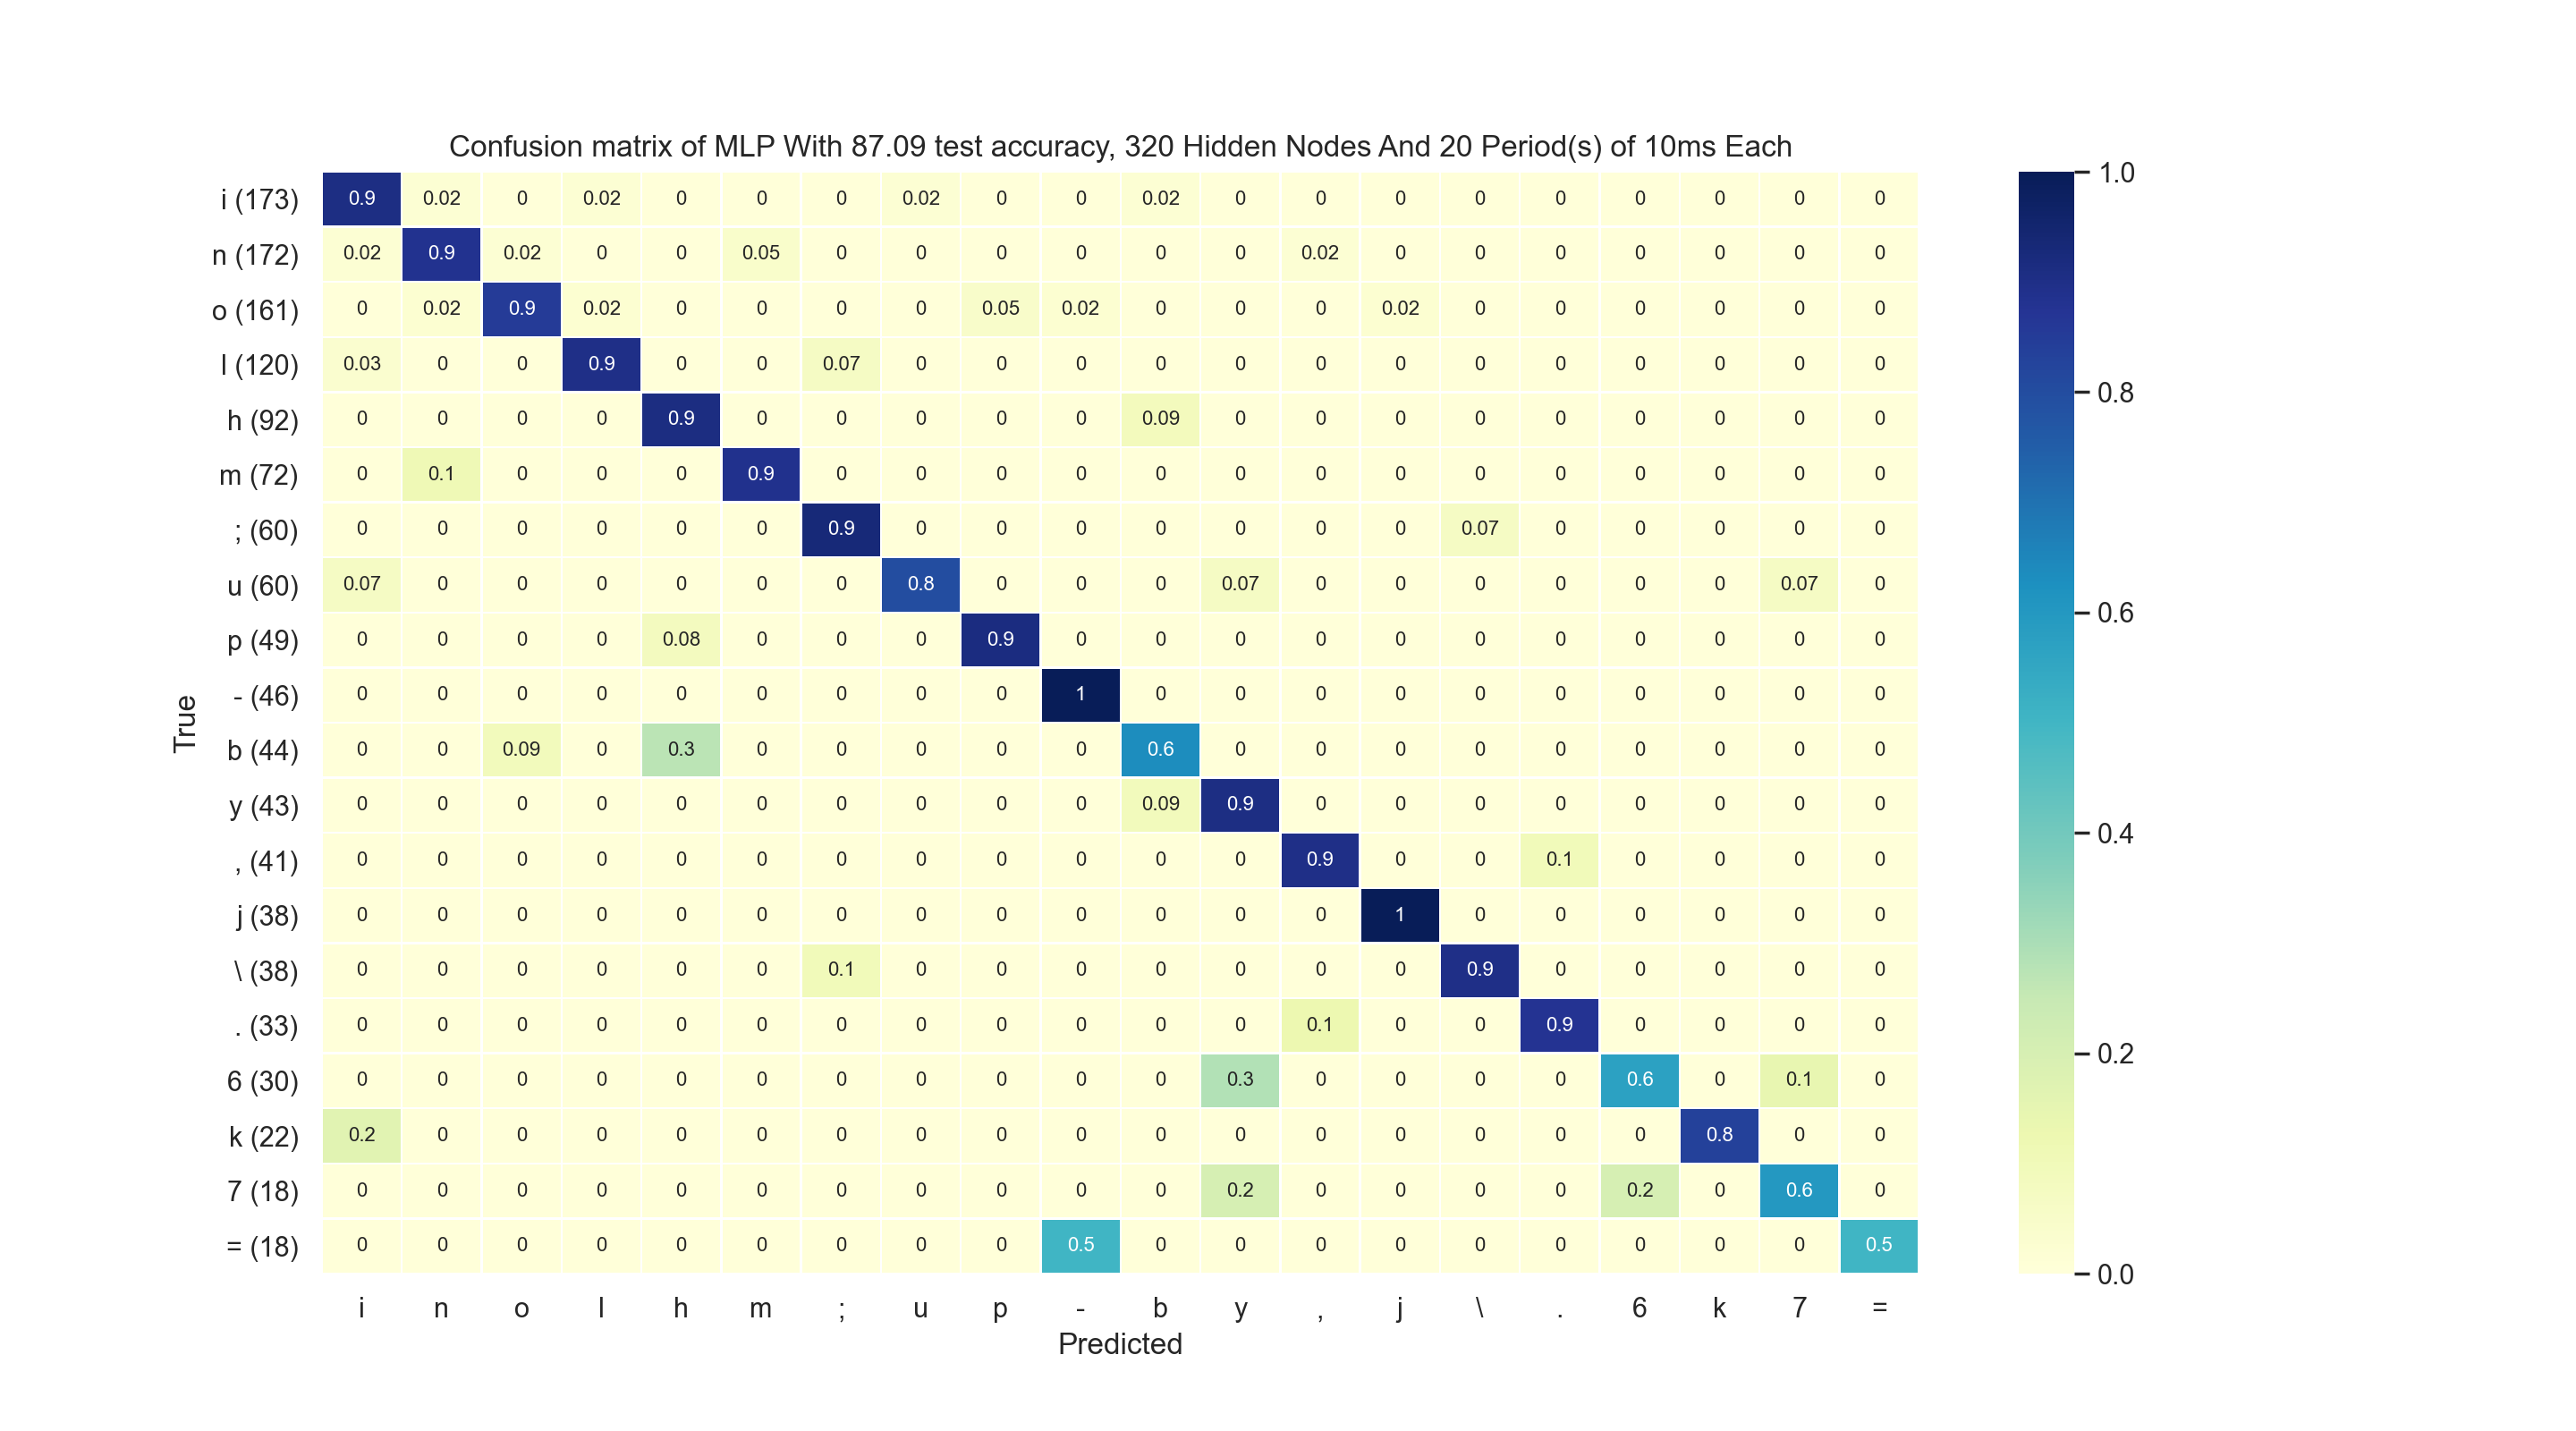 Confusion matrix of MLP With 87.09 test accuracy, 320 Hidden Nodes And 20 Period(s) of 10ms Each
i (173) 0.9 0.02 0 0.02 0 0 0 0.02 0 0 0.02 0 0 0 0 0 0 0 0 0
n (172) 0.02 0.9 0.02 0 0 0.05 0 0 0 0 0 0 0.02 0 0 0 0 0 0 0
o (161) 0 0.02 0.9 0.02 0 0 0 0 0.05 0.02 0 0 0 0.02 0 0 0 0 0 0
l (120) 0.03 0 0 0.9 0 0 0.07 0 0 0 0 0 0 0 0 0 0 0 0 0
h (92) 0 0 0 0 0.9 0 0 0 0 0 0.09 0 0 0 0 0 0 0 0 0
m (72) 0 0.1 0 0 0 0.9 0 0 0 0 0 0 0 0 0 0 0 0 0 0
; (60) 0 0 0 0 0 0 0.9 0 0 0 0 0 0 0 0.07 0 0 0 0 0
u (60) 0.07 0 0 0 0 0 0 0.8 0 0 0 0.07 0 0 0 0 0 0 0.07 0
p (49) 0 0 0 0 0.08 0 0 0 0.9 0 0 0 0 0 0 0 0 0 0 0
- (46) 0 0 0 0 0 0 0 0 0 1 0 0 0 0 0 0 0 0 0 0
b (44) 0 0 0.09 0 0.3 0 0 0 0 0 0.6 0 0 0 0 0 0 0 0 0
y (43) 0 0 0 0 0 0 0 0 0 0 0.09 0.9 0 0 0 0 0 0 0 0
, (41) 0 0 0 0 0 0 0 0 0 0 0 0 0.9 0 0 0.1 0 0 0 0
j (38) 0 0 0 0 0 0 0 0 0 0 0 0 0 1 0 0 0 0 0 0
\ (38) 0 0 0 0 0 0 0.1 0 0 0 0 0 0 0 0.9 0 0 0 0 0
. (33) 0 0 0 0 0 0 0 0 0 0 0 0 0.1 0 0 0.9 0 0 0 0
6 (30) 0 0 0 0 0 0 0 0 0 0 0 0.3 0 0 0 0 0.6 0 0.1 0
k (22) 0.2 0 0 0 0 0 0 0 0 0 0 0 0 0 0 0 0 0.8 0 0
7 (18) 0 0 0 0 0 0 0 0 0 0 0 0.2 0 0 0 0 0.2 0 0.6 0
= (18) 0 0 0 0 0 0 0 0 0 0.5 0 0 0 0 0 0 0 0 0 0.5
i n o l h m ; u p - b y , j \ . 6 k 7 =
Predicted
True
1.0
0.8
0.6
0.4
0.2
0.0